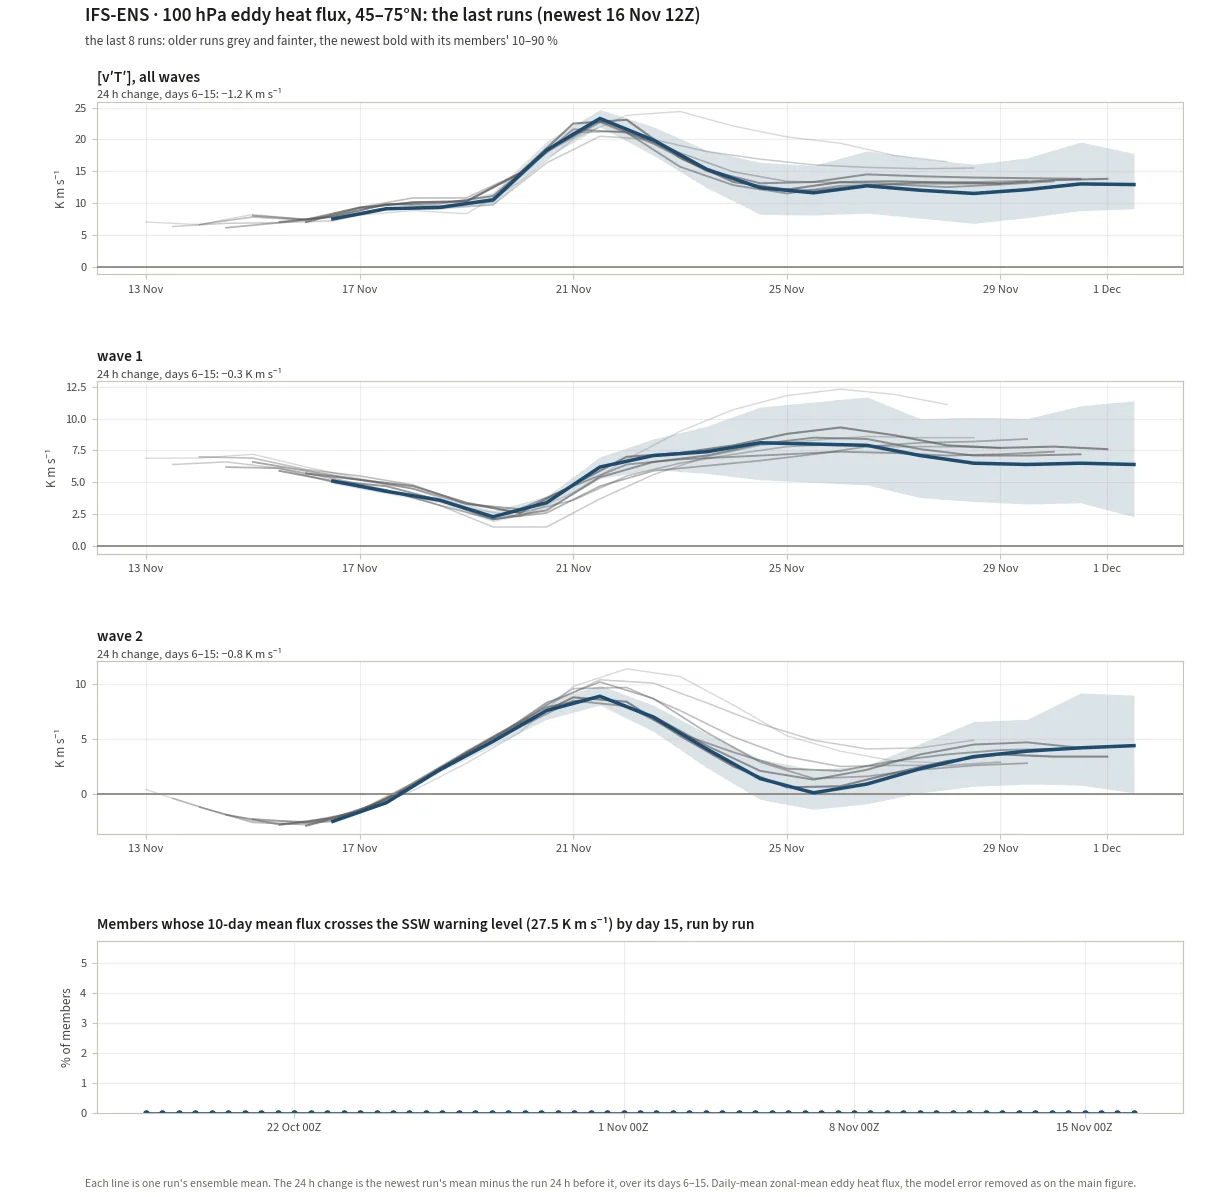 IFS-ENS · 100 hPa eddy heat flux, 45–75°N: the last runs (newest 16 Nov 12Z)
the last 8 runs: older runs grey and fainter, the newest bold with its members' 10–90 %
[v′T′], all waves
24 h change, days 6–15: −1.2 K m s⁻¹
25
20
15
10
5
0
K m s⁻¹
13 Nov 17 Nov 21 Nov 25 Nov 29 Nov 1 Dec
wave 1
24 h change, days 6–15: −0.3 K m s⁻¹
12.5
10.0
7.5
5.0
2.5
0.0
K m s⁻¹
13 Nov 17 Nov 21 Nov 25 Nov 29 Nov 1 Dec
wave 2
24 h change, days 6–15: −0.8 K m s⁻¹
10
5
0
K m s⁻¹
13 Nov 17 Nov 21 Nov 25 Nov 29 Nov 1 Dec
Members whose 10-day mean flux crosses the SSW warning level (27.5 K m s⁻¹) by day 15, run by run
5
4
3
2
1
0
% of members
22 Oct 00Z 1 Nov 00Z 8 Nov 00Z 15 Nov 00Z
Each line is one run's ensemble mean. The 24 h change is the newest run's mean minus the run 24 h before it, over its days 6–15. Daily-mean zonal-mean eddy heat flux, the model error removed as on the main figure.